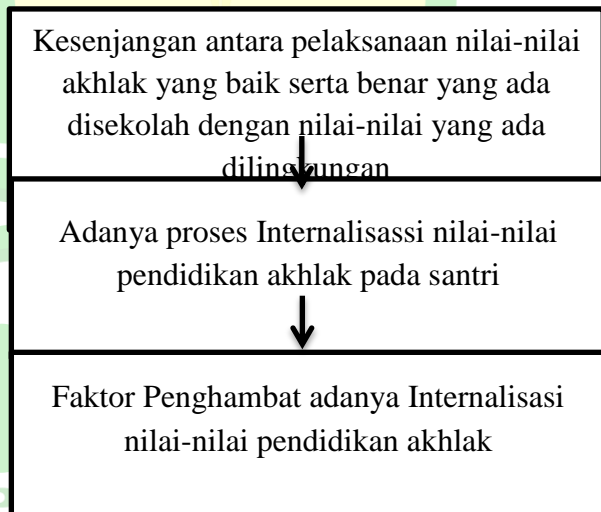 Kesenjangan antara pelaksanaan nilai-nilai
akhlak yang baik serta benar yang ada
disekolah dengan nilai-nilai yang ada
dilingkungan
Adanya proses Internalisassi nilai-nilai
pendidikan akhlak pada santri
Faktor Penghambat adanya Internalisasi
nilai-nilai pendidikan akhlak